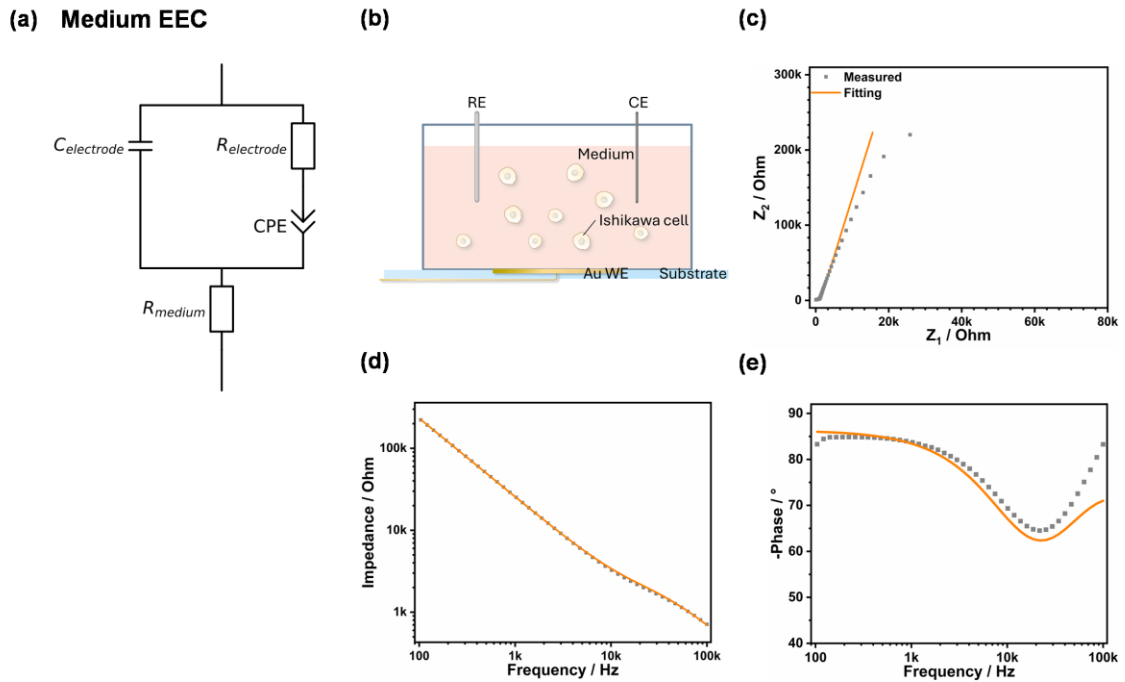 (a) Medium EEC
C_electrode
R_electrode
CPE
R_medium
(b)
RE
CE
Medium
Ishikawa cell
Au WE
Substrate
(c)
300k
200k
100k
0
Z_2 / Ohm
Measured
Fitting
0 20k 40k 60k 80k
Z_1 / Ohm
(d)
100k
10k
1k
Impedance / Ohm
100 1k 10k 100k
Frequency / Hz
(e)
90
80
70
60
50
40
-Phase / °
100 1k 10k 100k
Frequency / Hz